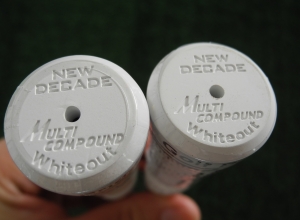 NEW
DECADE
MULTI
COMPOUND
Whiteout
NEW
DECADE
MULTI
COMPOUND
Whiteout